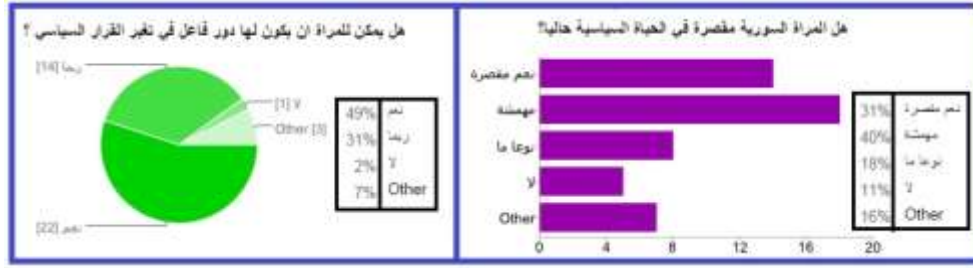 هل المراة السورية مقصرة في الحياة السياسية حاليا؟
نعم مقصرة
مهمشة
نوعا ما
لا
Other
0 4 8 12 16 20
نعم مقصرة 31%
مهمشة 40%
نوعا ما 18%
لا 11%
Other 16%
هل يمكن للمراة ان يكون لها دور فاعل في تغير القرار السياسي ؟
ربما [14]
لا [1]
Other [3]
نعم [22]
نعم 49%
ربما 31%
لا 2%
Other 7%